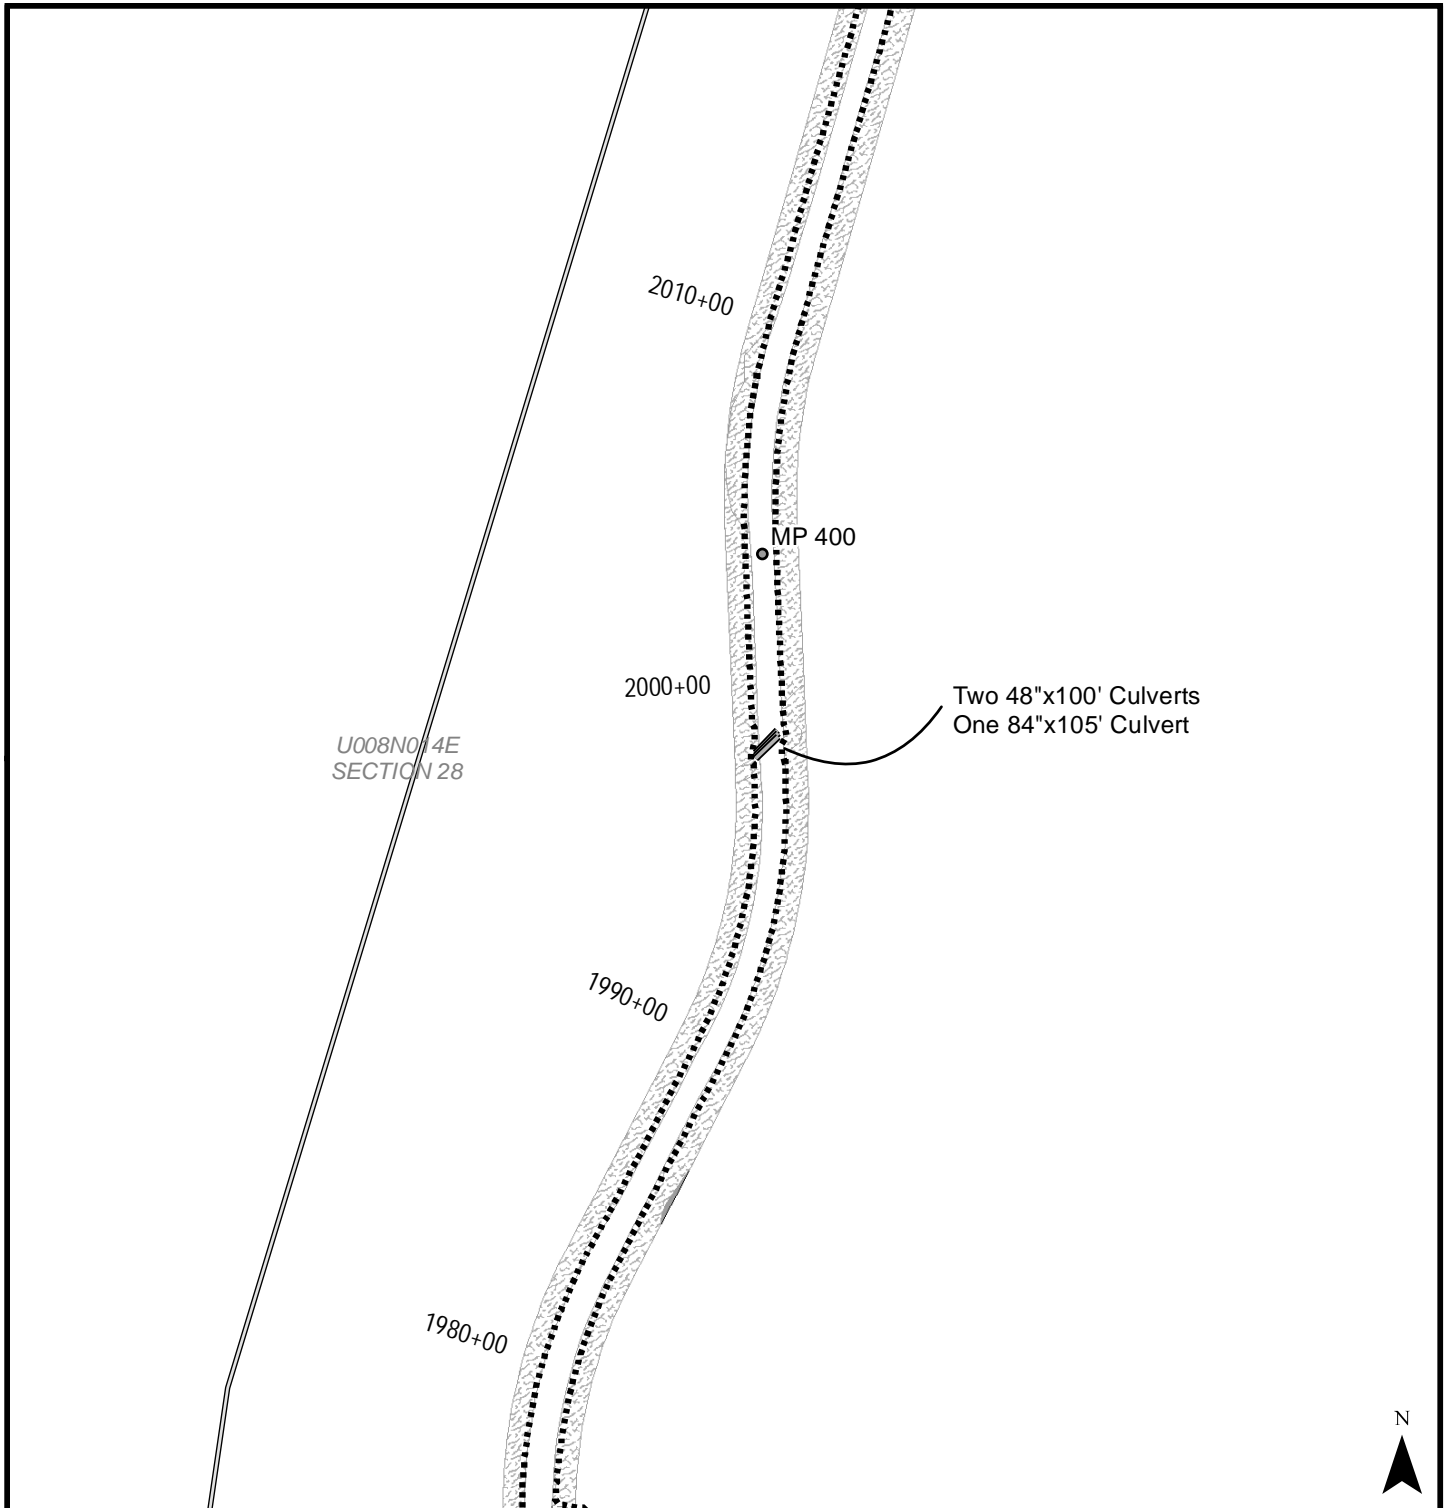 2010+00
MP 400
2000+00
Two 48"x100' Culverts
One 84"x105' Culvert
U008N014E
SECTION 28
1990+00
1980+00
N